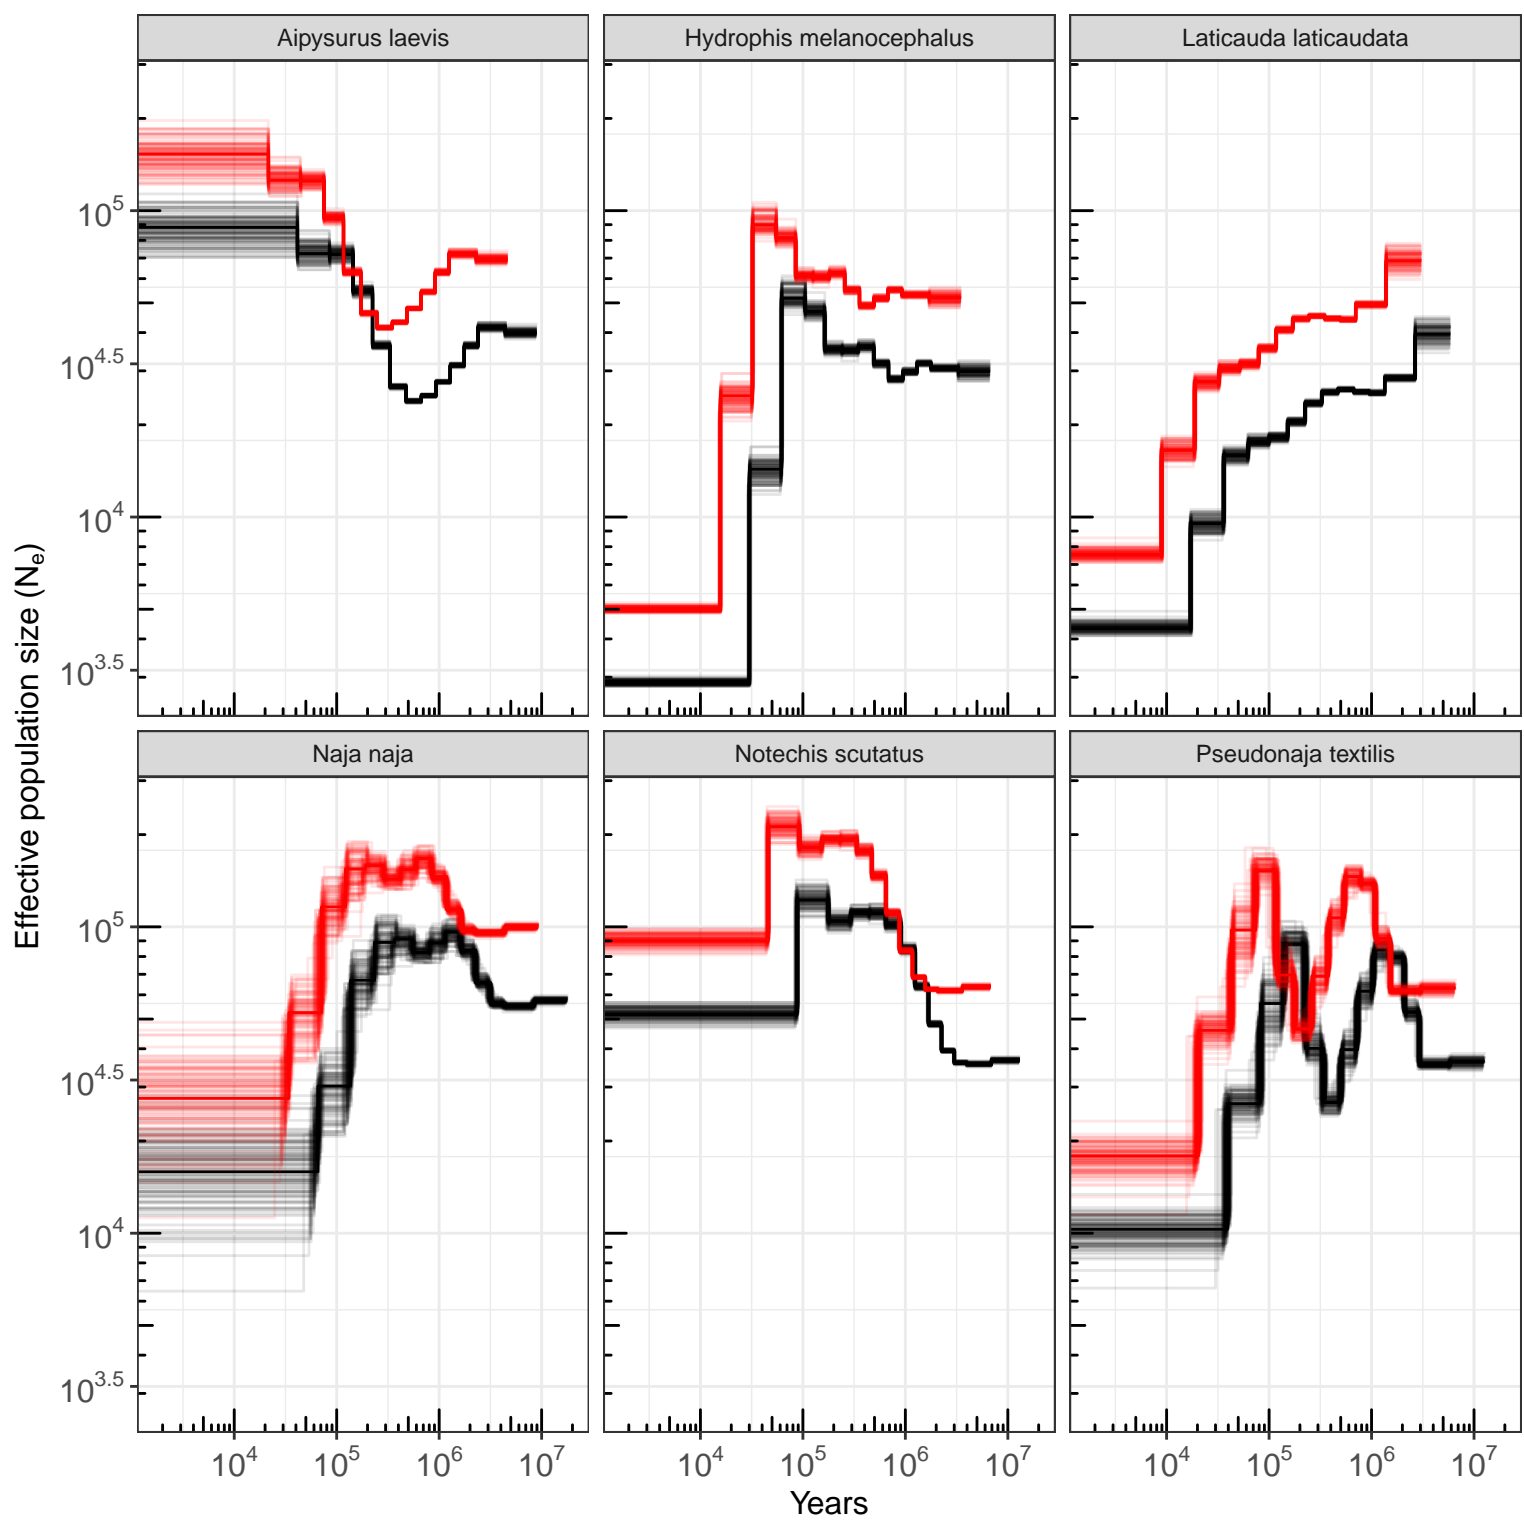 Aipysurus laevis
Hydrophis melanocephalus
Laticauda laticaudata
10^5
10^4.5
10^4
10^3.5
Naja naja
Notechis scutatus
Pseudonaja textilis
10^5
10^4.5
10^4
10^3.5
10^4 10^5 10^6 10^7
10^4 10^5 10^6 10^7
10^4 10^5 10^6 10^7
Years
Effective population size (N_e)